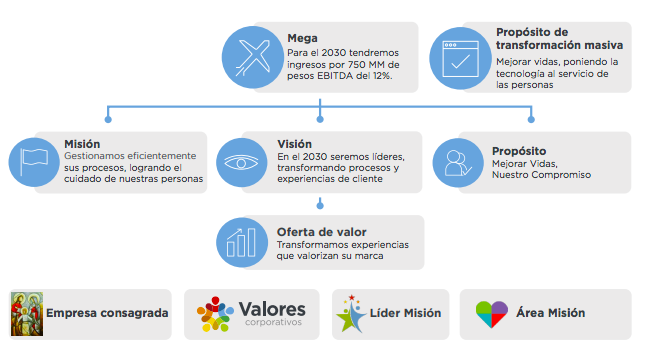 Mega
Para el 2030 tendremos
ingresos por 750 MM de
pesos EBITDA del 12%.
Propósito de
transformación masiva
Mejorar vidas, poniendo la
tecnología al servicio de
las personas
Misión
Gestionamos eficientemente
sus procesos, logrando el
cuidado de nuestras personas
Visión
En el 2030 seremos líderes,
transformando procesos y
experiencias de cliente
Propósito
Mejorar Vidas,
Nuestro Compromiso
Oferta de valor
Transformamos experiencias
que valorizan su marca
Empresa consagrada
Valores
corporativos
Líder Misión
Área Misión